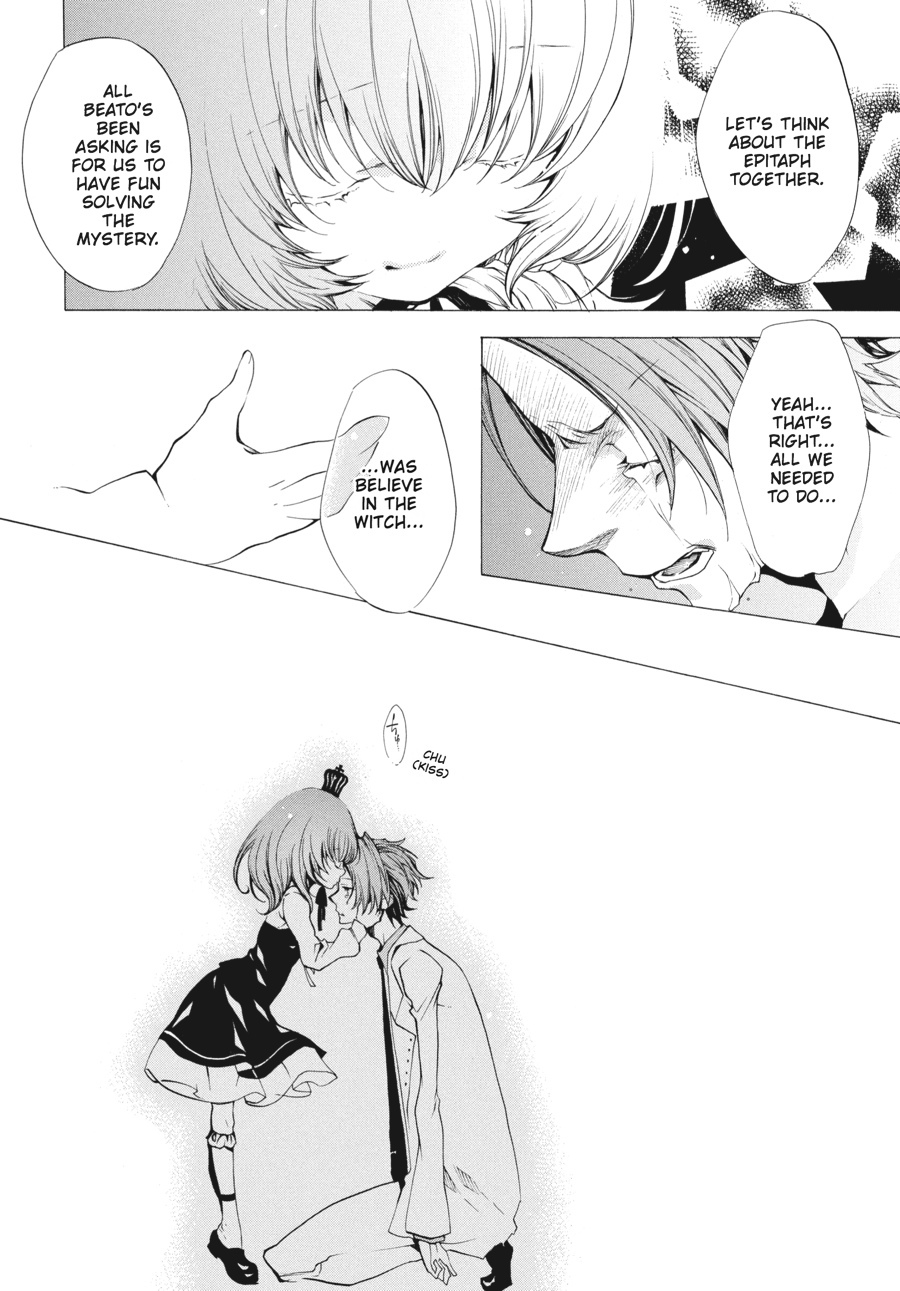 LET'S THINK
ABOUT THE
EPITAPH
TOGETHER.
ALL
BEATO'S
BEEN
ASKING IS
FOR US TO
HAVE FUN
SOLVING
THE
MYSTERY.
YEAH...
THAT'S
RIGHT...
ALL WE
NEEDED
TO DO...
...WAS
BELIEVE
IN THE
WITCH...
CHU
(KISS)